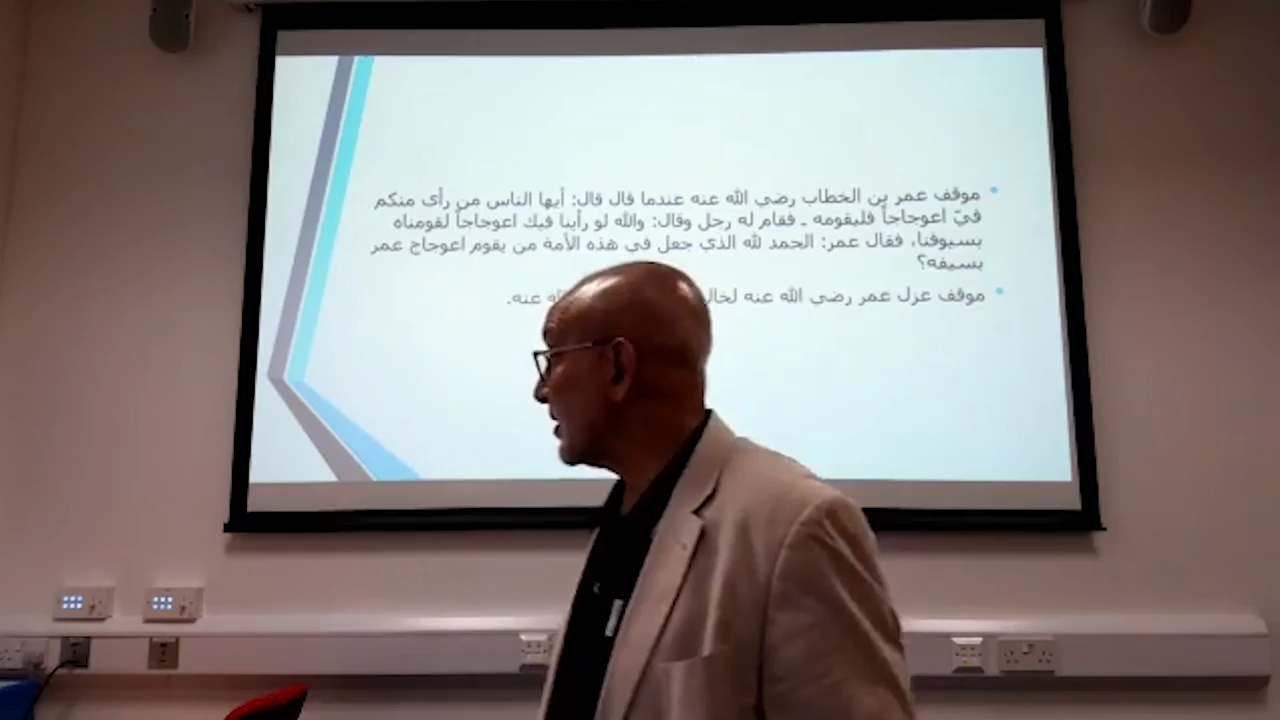 موقف عمر بن الخطاب رضي الله عنه عندما قال قال: أيها الناس من رأى منكم
فيّ اعوجاجاً فليقومه ـ فقام له رجل وقال: والله لو رأينا فيك اعوجاجاً لقومناه
بسيوفنا، فقال عمر: الحمد لله الذي جعل في هذه الأمة من يقوم اعوجاج عمر
بسيفه؟
موقف عزل عمر رضي الله عنه عنه.